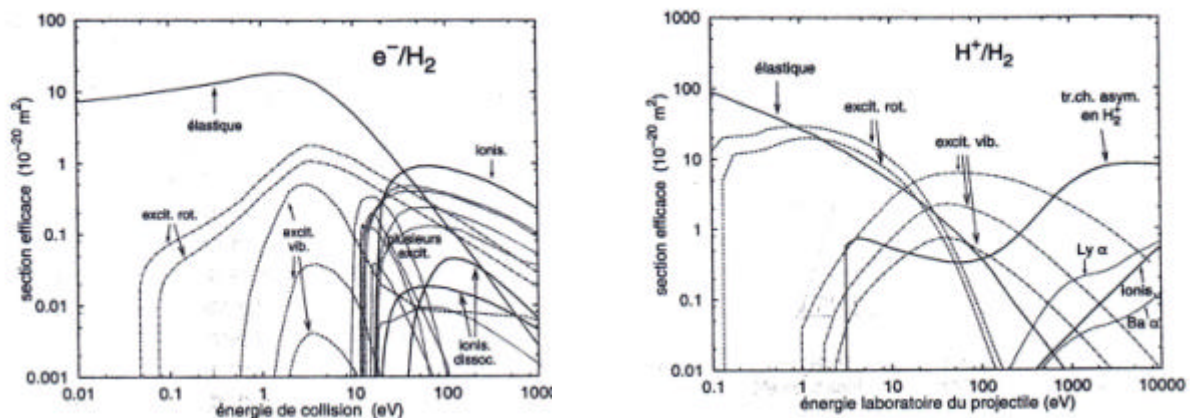 e⁻/H₂
section efficace (10⁻²⁰ m²)
100
10
1
0.1
0.01
0.001
élastique
ionis.
excit. rot.
excit. vib.
plusieurs excit.
ionis. dissoc.
0.01 0.1 1 10 100 1000
énergie de collision (eV)
H⁺/H₂
section efficace (10⁻²⁰ m²)
1000
100
10
1
0.1
0.01
élastique
excit. rot.
tr.ch. asym. en H₂⁺
excit. vib.
Ly α
ionis.
Ba α
0.1 1 10 100 1000 10000
énergie laboratoire du projectile (eV)